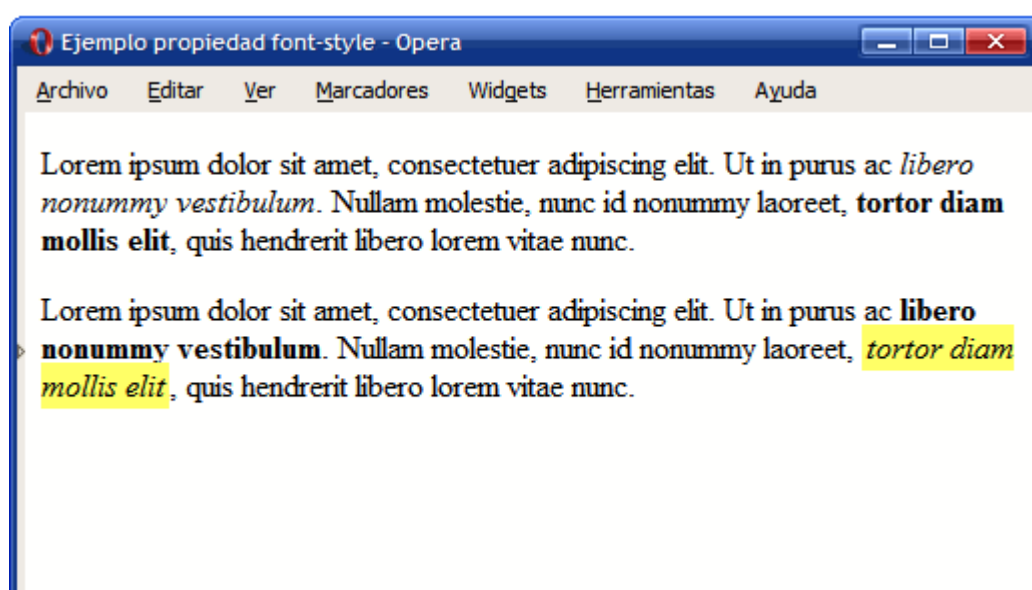 Ejemplo propiedad font-style - Opera
Archivo Editar Ver Marcadores Widgets Herramientas Ayuda
Lorem ipsum dolor sit amet, consectetuer adipiscing elit. Ut in purus ac libero
nonummy vestibulum. Nullam molestie, nunc id nonummy laoreet, tortor diam
mollis elit, quis hendrerit libero lorem vitae nunc.
Lorem ipsum dolor sit amet, consectetuer adipiscing elit. Ut in purus ac libero
nonummy vestibulum. Nullam molestie, nunc id nonummy laoreet, tortor diam
mollis elit, quis hendrerit libero lorem vitae nunc.